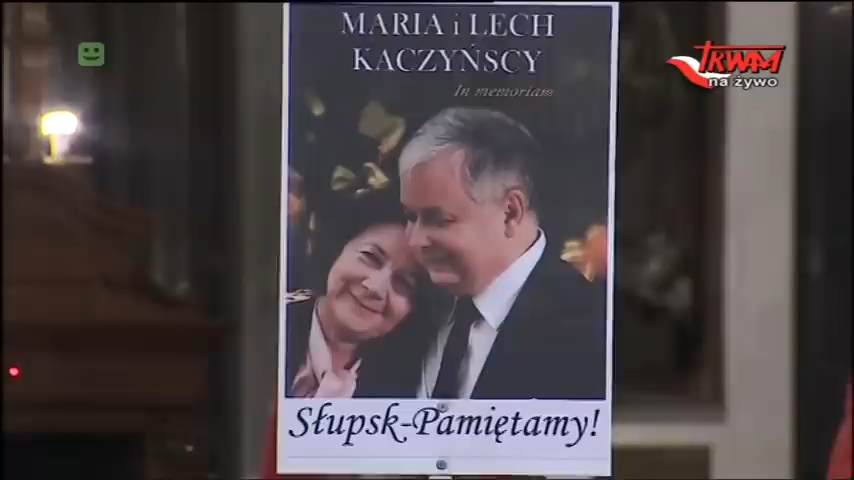 MARIA i LECH
KACZYŃSCY
In memoriam
TRWAM
na żywo
Słupsk-Pamiętamy!